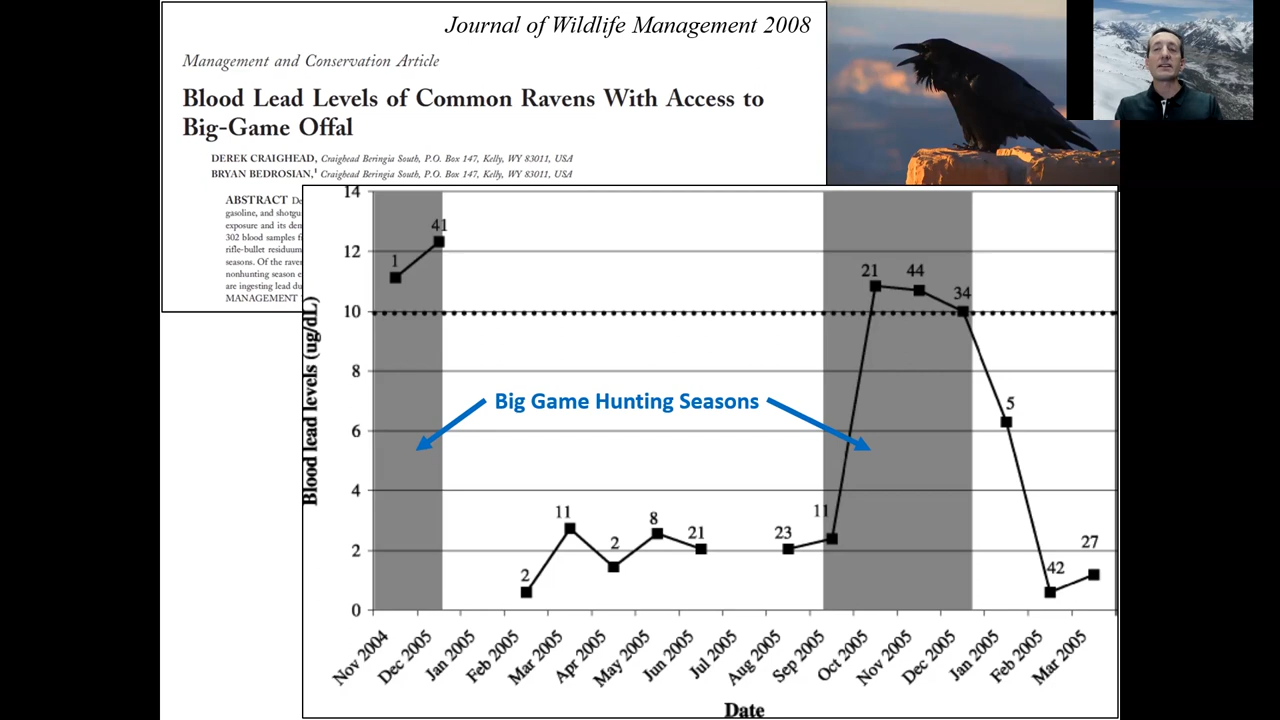 Journal of Wildlife Management 2008
Management and Conservation Article
Blood Lead Levels of Common Ravens With Access to
Big-Game Offal
DEREK CRAIGHEAD, Craighead Beringia South, P.O. Box 147, Kelly, WY 83011, USA
BRYAN BEDROSIAN,1 Craighead Beringia South, P.O. Box 147, Kelly, WY 83011, USA
ABSTRACT De
gasoline, and shotgu
exposure and its den
302 blood samples f
rifle-bullet residuum
seasons. Of the rave
nonhunting season e
are ingesting lead du
MANAGEMENT
Blood lead levels (ug/dL)
14
12
10
8
6
4
2
0
1
41
2
11
2
8
21
23
11
21
44
34
5
42
27
Big Game Hunting Seasons
Nov 2004
Dec 2005
Jan 2005
Feb 2005
Mar 2005
Apr 2005
May 2005
Jun 2005
Jul 2005
Aug 2005
Sep 2005
Oct 2005
Nov 2005
Dec 2005
Jan 2005
Feb 2005
Mar 2005
Date